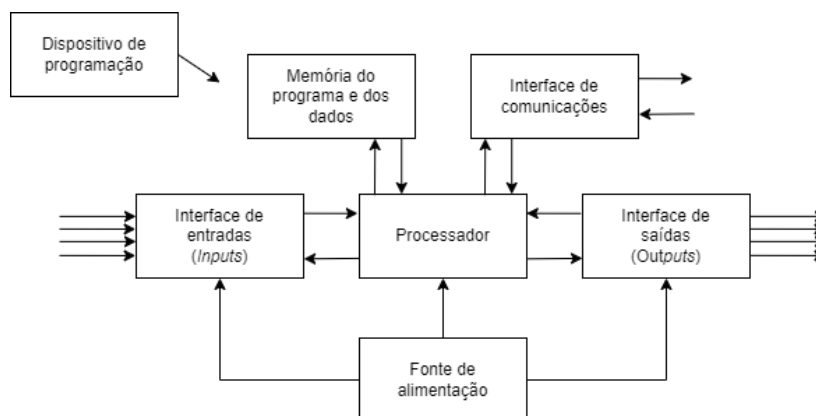 Dispositivo de
programação
Memória do
programa e dos
dados
Interface de
comunicações
Interface de
entradas
(Inputs)
Processador
Interface de
saídas
(Outputs)
Fonte de
alimentação